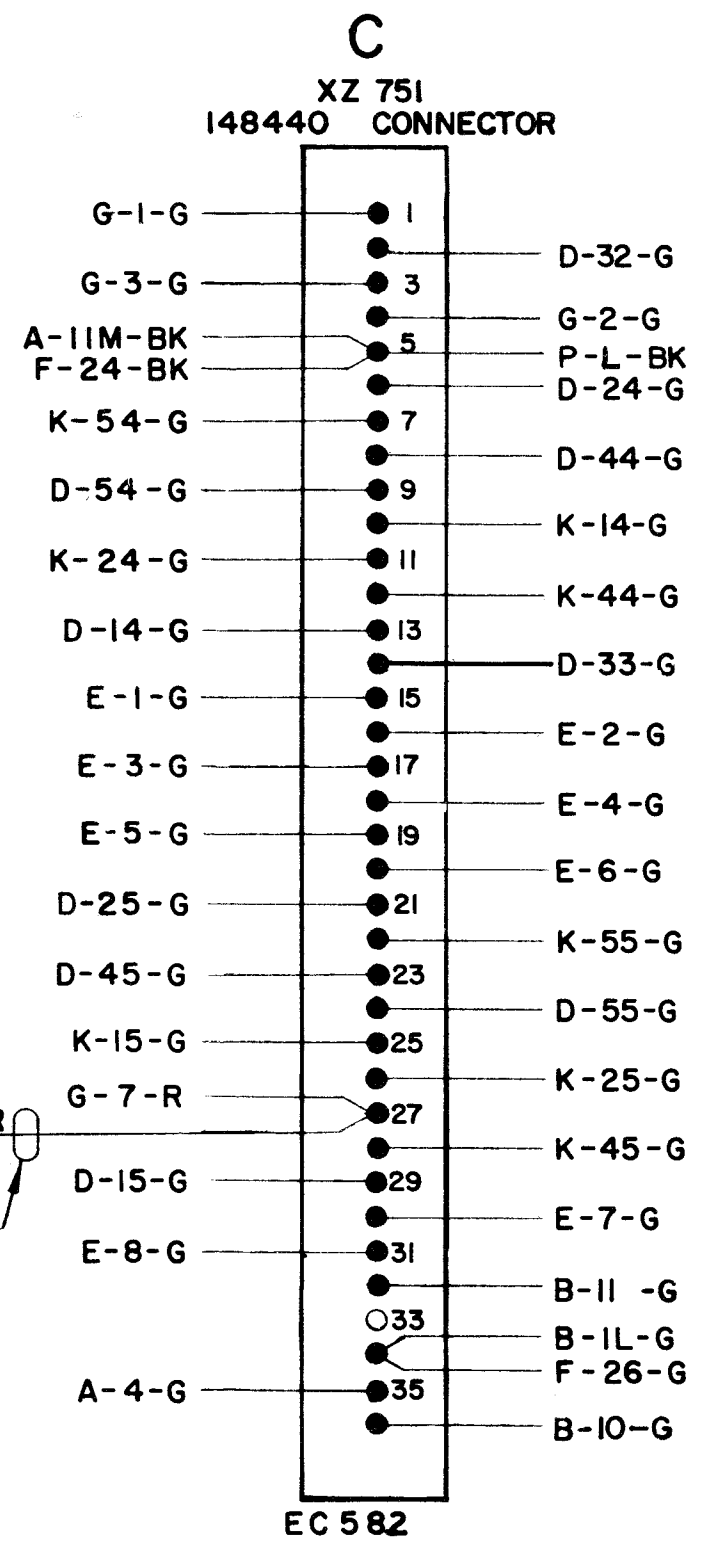 C
XZ 751
148440 CONNECTOR
G-1-G 1
D-32-G
G-3-G 3
G-2-G
A-11M-BK 5
F-24-BK P-L-BK
D-24-G
K-54-G 7
D-44-G
D-54-G 9
K-14-G
K-24-G 11
K-44-G
D-14-G 13
D-33-G
E-1-G 15
E-2-G
E-3-G 17
E-4-G
E-5-G 19
E-6-G
D-25-G 21
K-55-G
D-45-G 23
D-55-G
K-15-G 25
K-25-G
G-7-R 27
R
K-45-G
D-15-G 29
E-7-G
E-8-G 31
B-11 -G
33
B-1L-G
F-26-G
A-4-G 35
B-10-G
EC 582